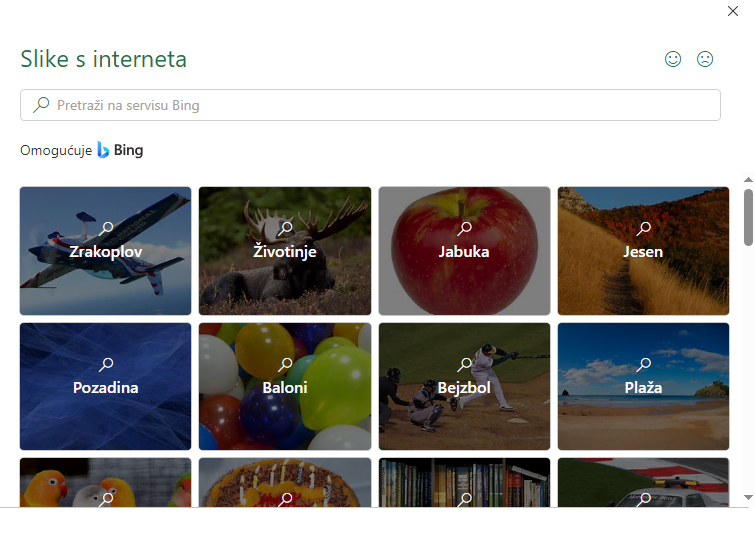 Slike s interneta
Pretraži na servisu Bing
Omogućuje Bing
Zrakoplov
Životinje
Jabuka
Jesen
Pozadina
Baloni
Bejzbol
Plaža